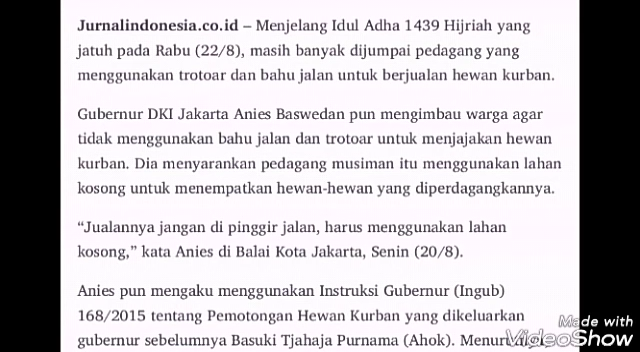 Jurnalindonesia.co.id – Menjelang Idul Adha 1439 Hijriah yang
jatuh pada Rabu (22/8), masih banyak dijumpai pedagang yang
menggunakan trotoar dan bahu jalan untuk berjualan hewan kurban.
Gubernur DKI Jakarta Anies Baswedan pun mengimbau warga agar
tidak menggunakan bahu jalan dan trotoar untuk menjajakan hewan
kurban. Dia menyarankan pedagang musiman itu menggunakan lahan
kosong untuk menempatkan hewan-hewan yang diperdagangkannya.
“Jualannya jangan di pinggir jalan, harus menggunakan lahan
kosong,” kata Anies di Balai Kota Jakarta, Senin (20/8).
Anies pun mengaku menggunakan Instruksi Gubernur (Ingub)
168/2015 tentang Pemotongan Hewan Kurban yang dikeluarkan
gubernur sebelumnya Basuki Tjahaja Purnama (Ahok).
Made with
VideoShow